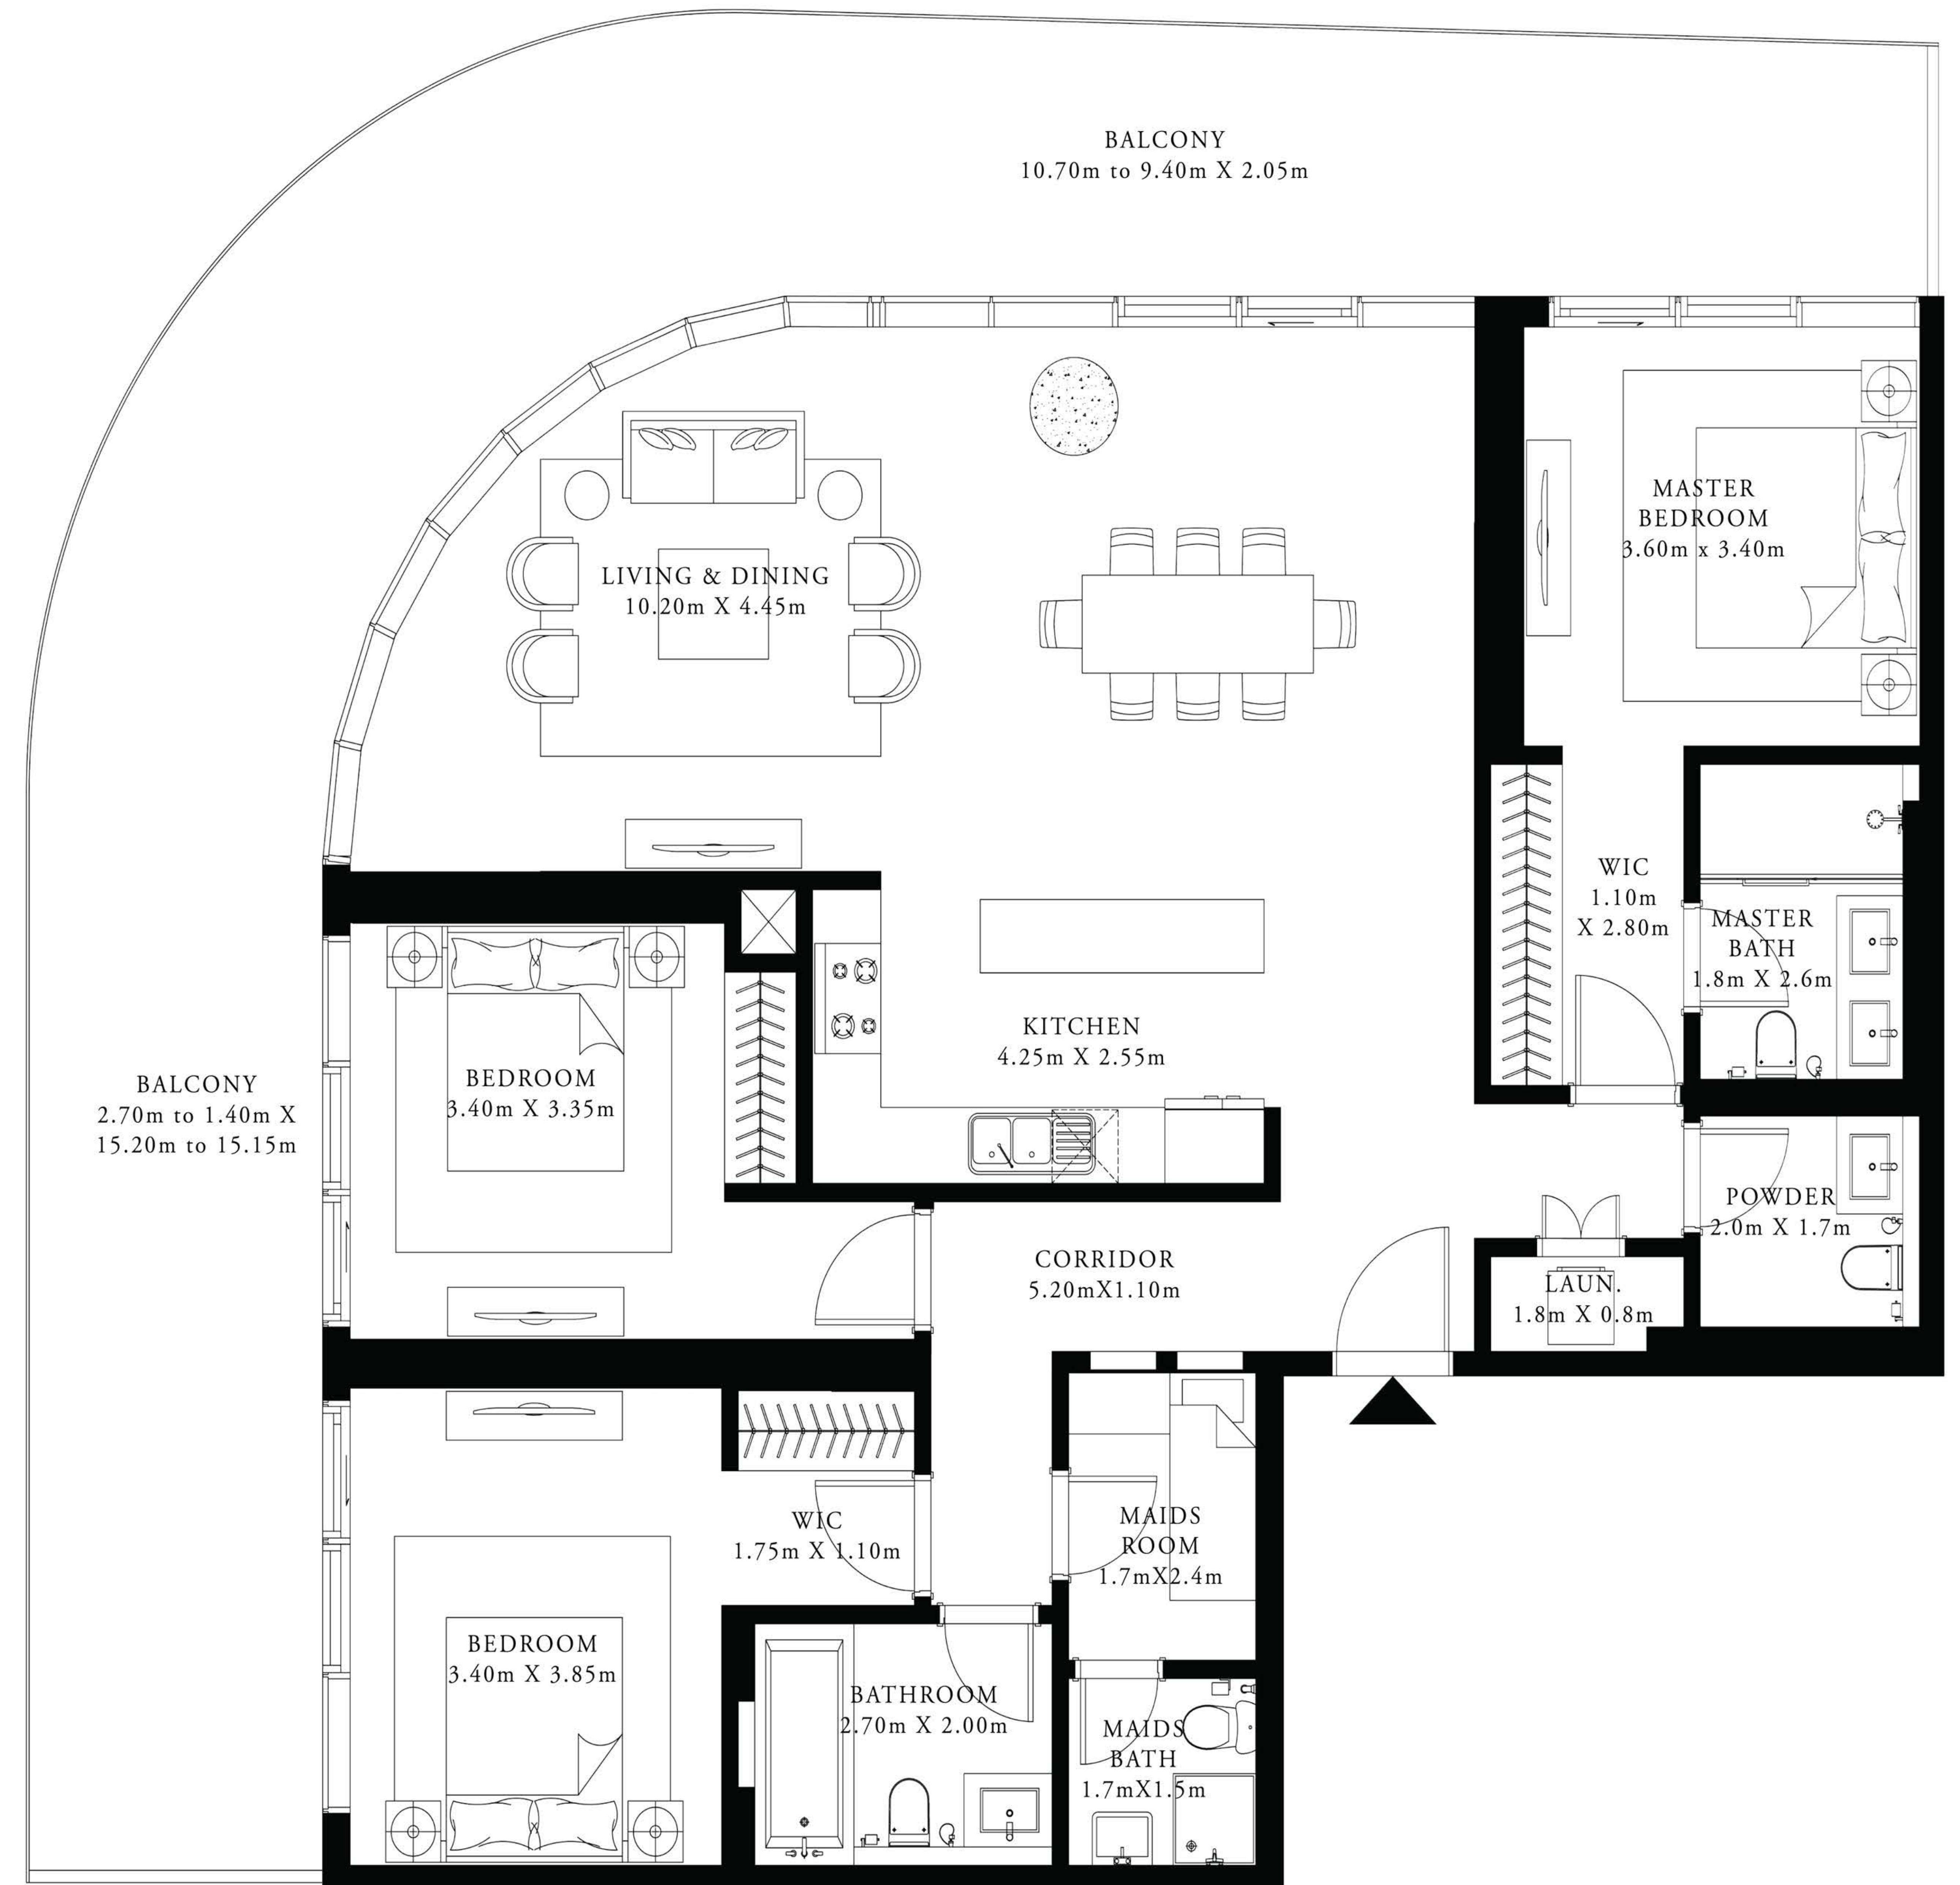 BALCONY
10.70m to 9.40m X 2.05m
MASTER
BEDROOM
3.60m x 3.40m
LIVING & DINING
10.20m X 4.45m
WIC
1.10m
X 2.80m
MASTER
BATH
1.8m X 2.6m
KITCHEN
4.25m X 2.55m
BEDROOM
3.40m X 3.35m
BALCONY
2.70m to 1.40m X
15.20m to 15.15m
POWDER
2.0m X 1.7m
CORRIDOR
5.20mX1.10m
LAUN.
1.8m X 0.8m
WIC
1.75m X 1.10m
MAIDS
ROOM
1.7mX2.4m
BEDROOM
3.40m X 3.85m
BATHROOM
2.70m X 2.00m
MAIDS
BATH
1.7mX1.5m